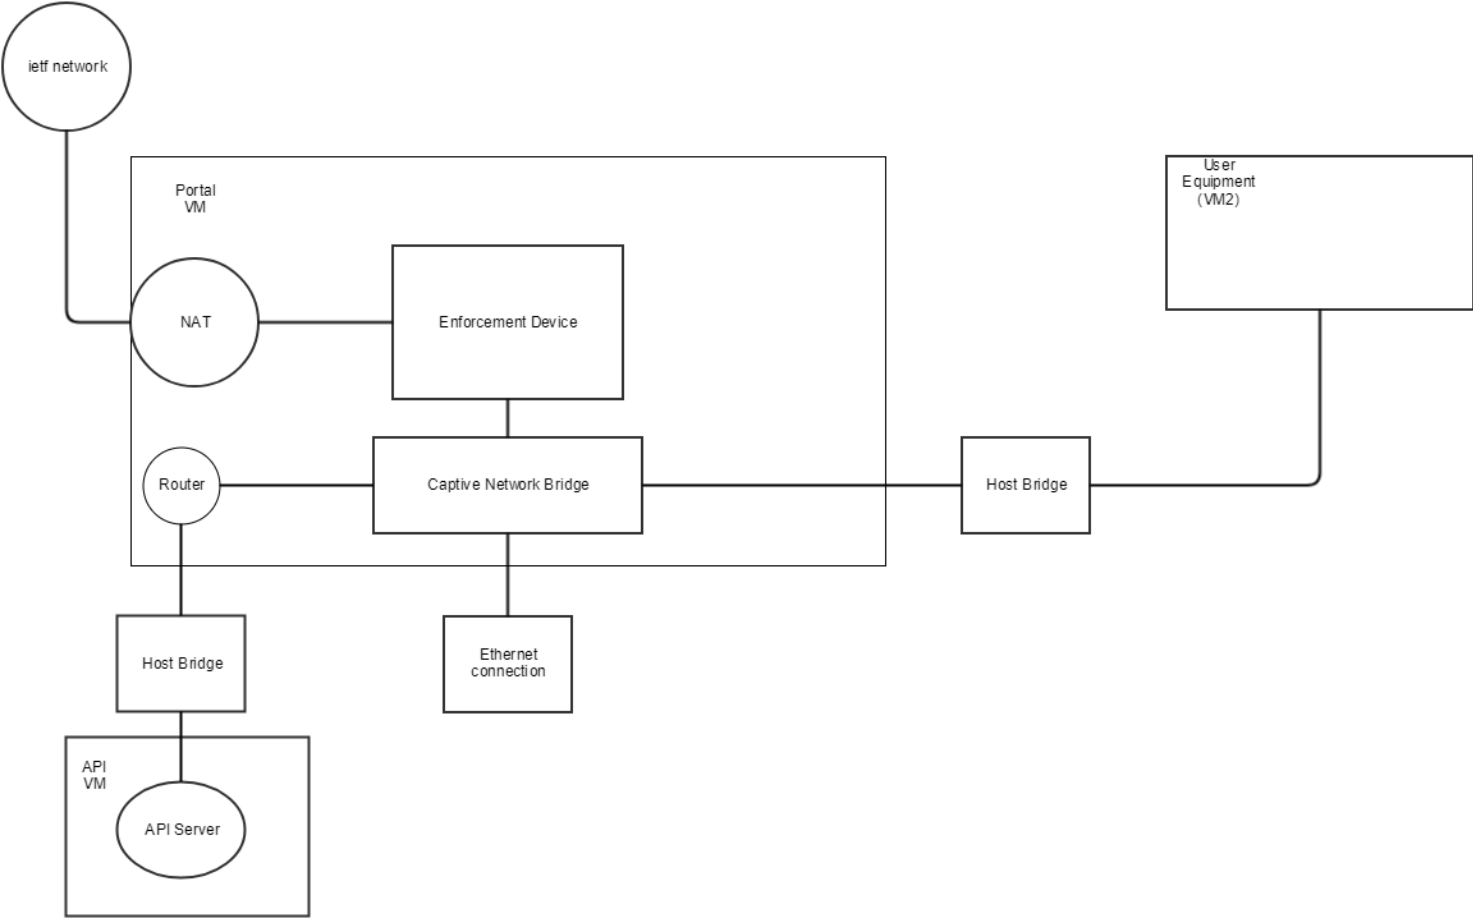 ietf network
Portal
VM
User
Equipment
(VM2)
NAT
Enforcement Device
Router
Captive Network Bridge
Host Bridge
Host Bridge
Ethernet
connection
API
VM
API Server